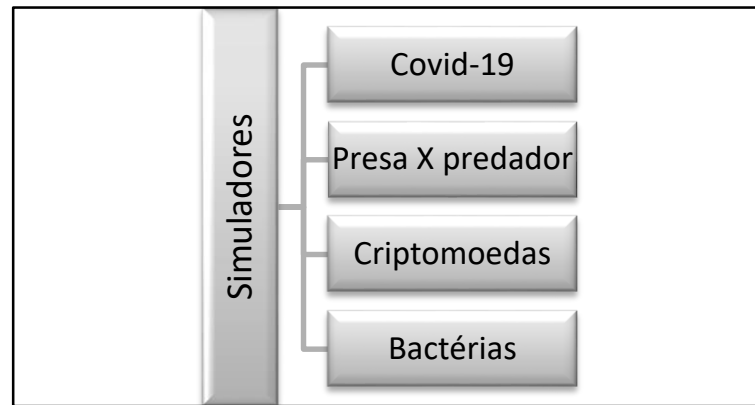 Simuladores
Covid-19
Presa X predador
Criptomoedas
Bactérias